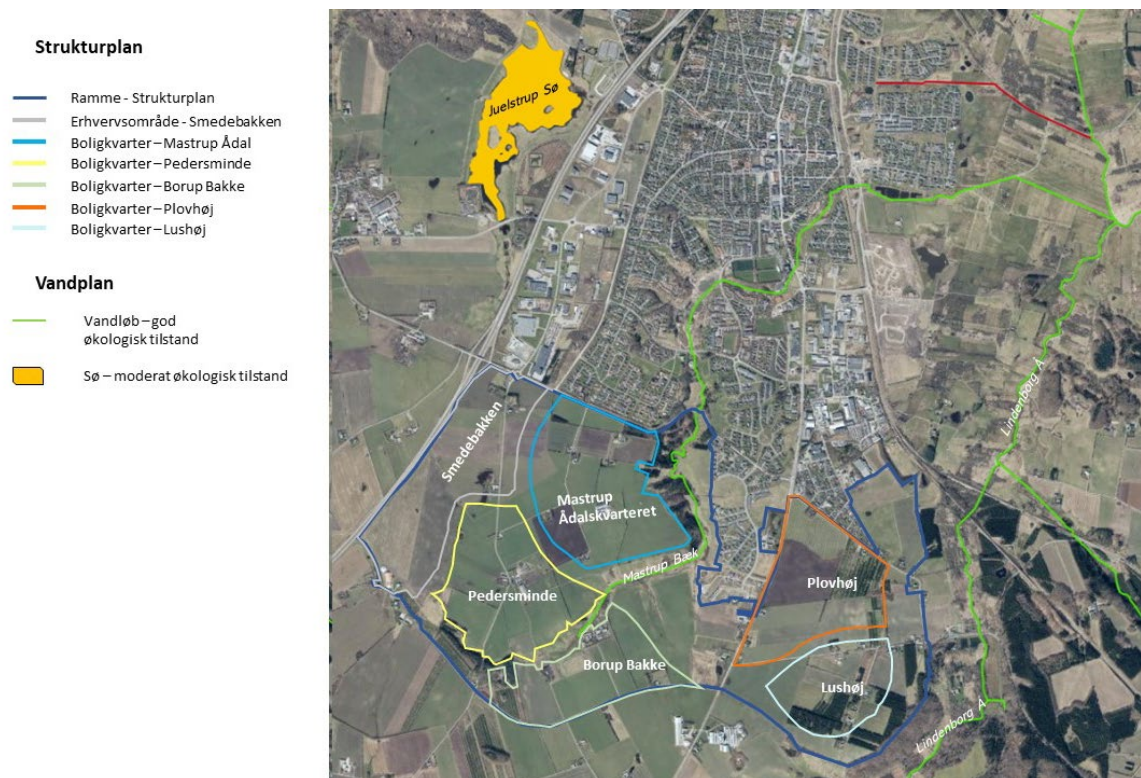 Strukturplan
Ramme - Strukturplan
Erhvervsområde - Smedebakken
Boligkvarter – Mastrup Ådal
Boligkvarter – Pedersminde
Boligkvarter – Borup Bakke
Boligkvarter – Plovhøj
Boligkvarter – Lushøj
Vandplan
Vandløb – god
økologisk tilstand
Sø – moderat økologisk tilstand
Juelstrup Sø
Lindenborg Å
Smedebakken
Mastrup
Ådalskvarteret
Mastrup Bæk
Pedersminde
Plovhøj
Borup Bakke
Lushøj
Lindenborg Å